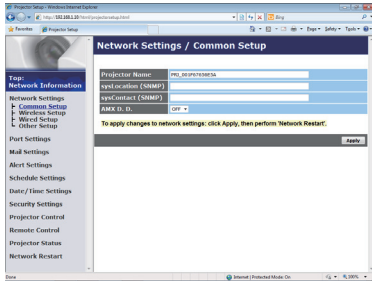 Projector Setup - Windows Internet Explorer
http://192.168.1.10/html/projectorsetup.html
Bing
Favorites
Projector Setup
Page
Safety
Tools
Network Settings / Common Setup
Top:
Network Information
Network Settings
Common Setup
Wireless Setup
Wired Setup
Other Setup
Port Settings
Mail Settings
Alert Settings
Schedule Settings
Date/Time Settings
Security Settings
Projector Control
Remote Control
Projector Status
Network Restart
Projector Name
sysLocation (SNMP)
sysContact (SNMP)
AMX D. D. OFF
To apply changes to network settings: click Apply, then perform 'Network Restart'.
Apply
Done
Internet | Protected Mode: On
100%